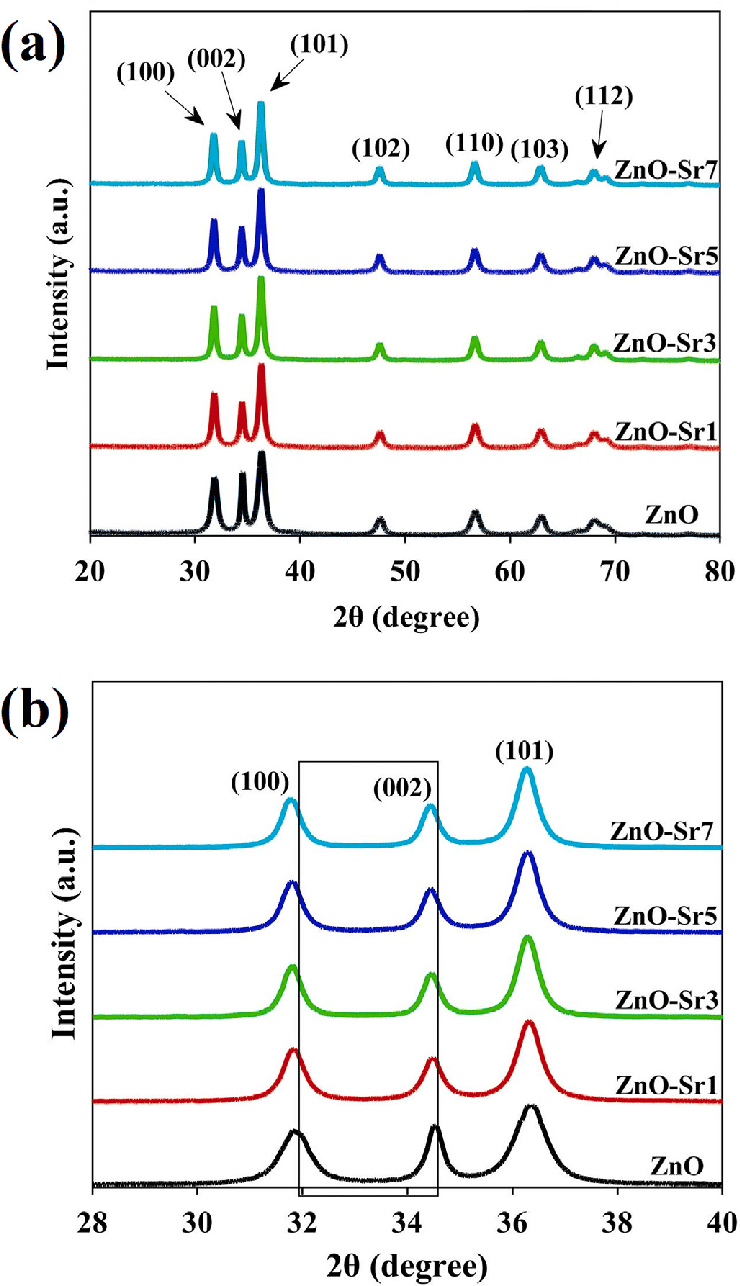 (a)
(100)
(002)
(101)
(102)
(110)
(103)
(112)
ZnO-Sr7
ZnO-Sr5
ZnO-Sr3
ZnO-Sr1
ZnO
Intensity (a.u.)
20 30 40 50 60 70 80
2θ (degree)
(b)
(100)
(002)
(101)
ZnO-Sr7
ZnO-Sr5
ZnO-Sr3
ZnO-Sr1
ZnO
Intensity (a.u.)
28 30 32 34 36 38 40
2θ (degree)